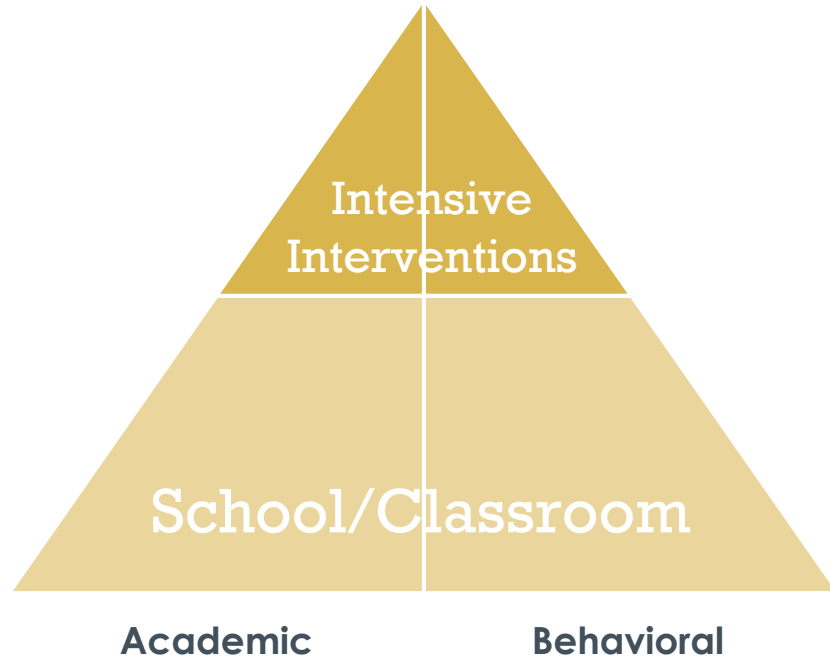 Intensive
Interventions
School/Classroom
Academic
Behavioral